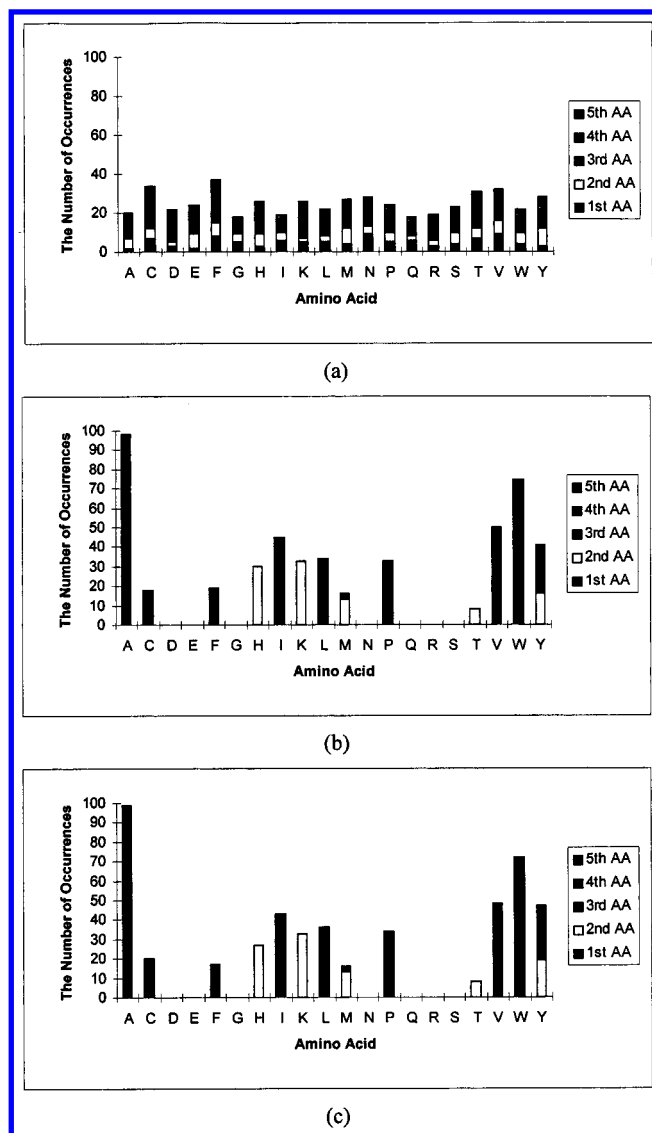 The Number of Occurrences
100
80
60
40
20
0
A C D E F G H I K L M N P Q R S T V W Y
Amino Acid
5th AA
4th AA
3rd AA
2nd AA
1st AA
(a)
The Number of Occurrences
100
90
80
70
60
50
40
30
20
10
0
A C D E F G H I K L M N P Q R S T V W Y
Amino Acid
5th AA
4th AA
3rd AA
2nd AA
1st AA
(b)
The Number of Occurrences
100
90
80
70
60
50
40
30
20
10
0
A C D E F G H I K L M N P Q R S T V W Y
Amino Acid
5th AA
4th AA
3rd AA
2nd AA
1st AA
(c)